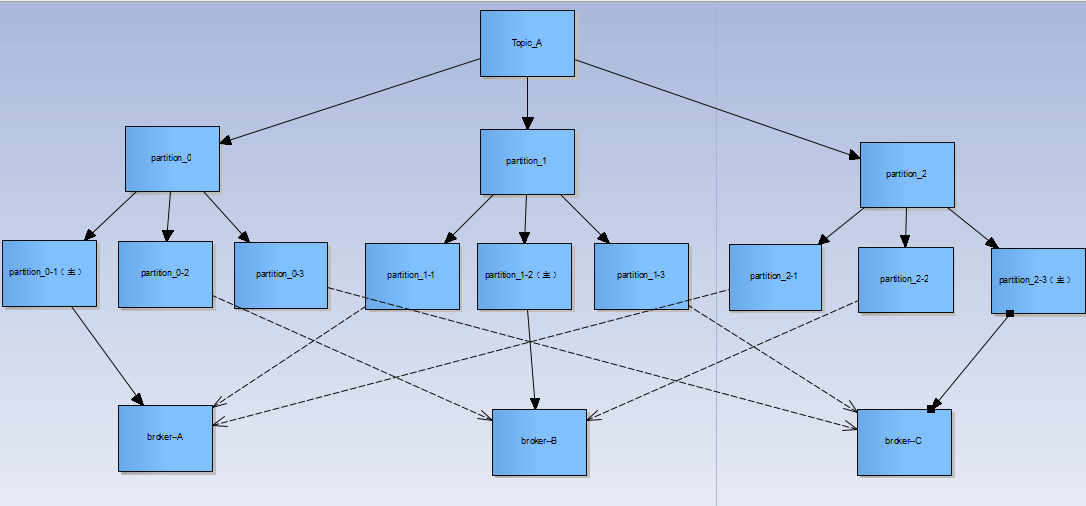 Topic_A
partition_0
partition_1
partition_2
partition_0-1（主）
partition_0-2
partition_0-3
partition_1-1
partition_1-2（主）
partition_1-3
partition_2-1
partition_2-2
partition_2-3（主）
broker--A
broker--B
broker--C